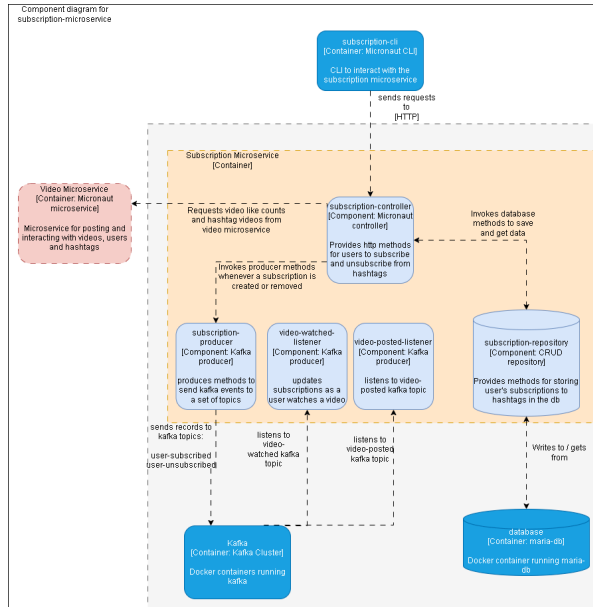 Component diagram for
subscription-microservice
subscription-cli
[Container: Micronaut CLI]
CLI to interact with the
subscription microservice
sends requests
to
[HTTP]
Subscription Microservice
[Container]
Video Microservice
[Container: Micronaut
microservice]
Microservice for posting and
interacting with videos, users
and hashtags
Requests video like counts
and hashtag videos from
video microservice
subscription-controller
[Component: Micronaut
controller]
Provides http methods
for users to subscribe
and unsubscribe from
hashtags
Invokes database
methods to save
and get data
Invokes producer methods
whenever a subscription is
created or removed
subscription-
producer
[Component: Kafka
producer]
produces methods to
send kafka events to
a set of topics
video-watched-
listener
[Component: Kafka
producer]
updates
subscriptions as a
user watches a video
video-posted-listener
[Component: Kafka
producer]
listens to video-
posted kafka topic
subscription-repository
[Component: CRUD
repository]
Provides methods for storing
user's subscriptions to
hashtags in the db
sends records to
kafka topics:
user-subscribed
user-unsubscribed
listens to
video-
watched kafka
topic
listens to
video-posted
kafka topic
Writes to / gets
from
Kafka
[Container: Kafka Cluster]
Docker containers running
kafka
database
[Container: maria-db]
Docker container running maria-
db